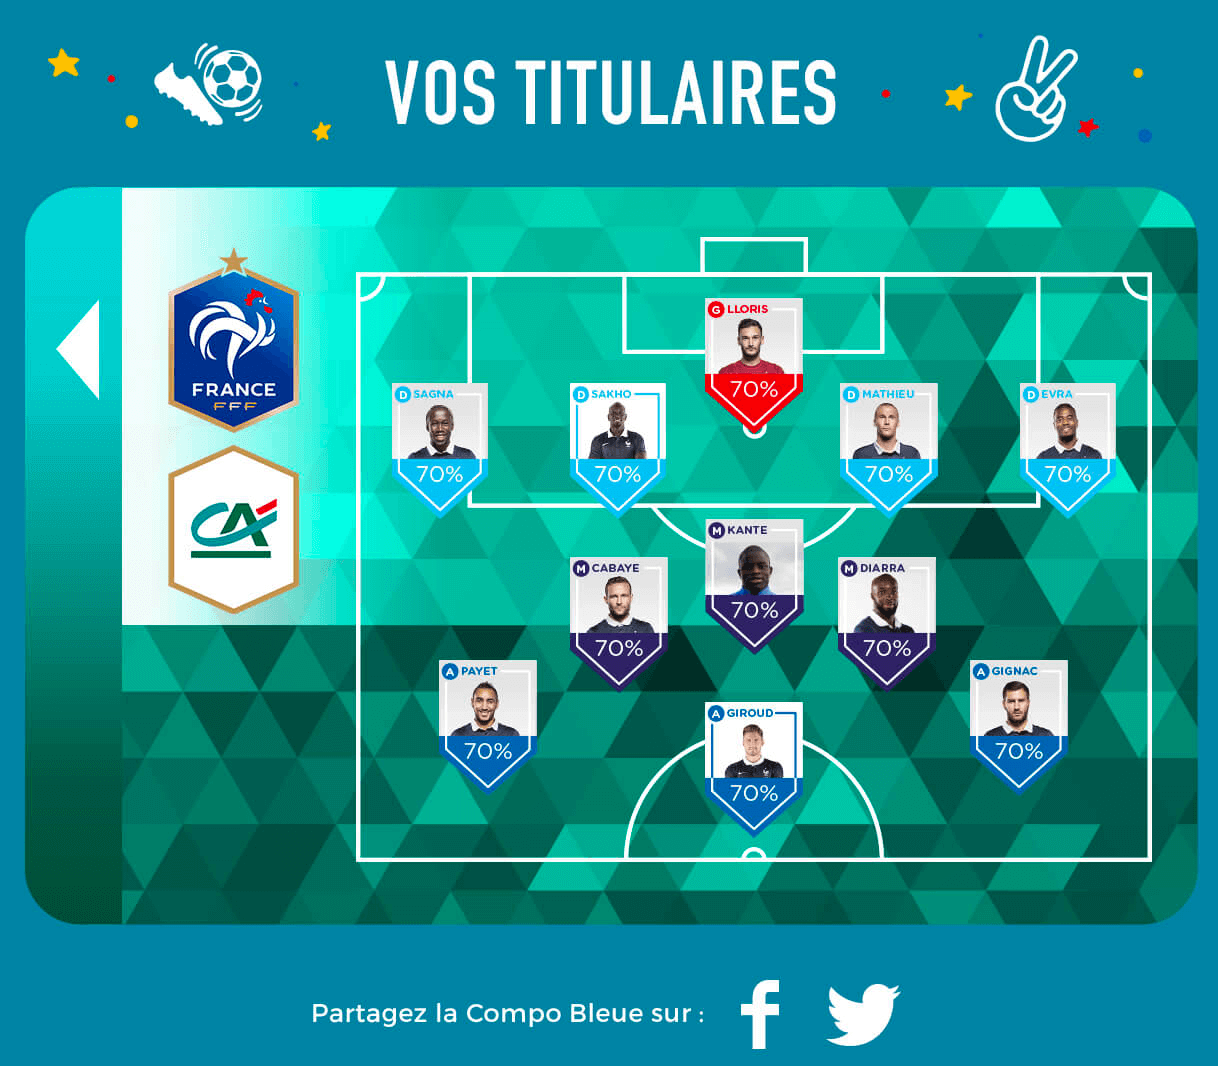 VOS TITULAIRES
FRANCE
FFF
CA
G LLORIS
70%
D SAGNA
70%
D SAKHO
70%
D MATHIEU
70%
D EVRA
70%
M KANTE
70%
M CABAYE
70%
M DIARRA
70%
A PAYET
70%
A GIROUD
70%
A GIGNAC
70%
Partagez la Compo Bleue sur :